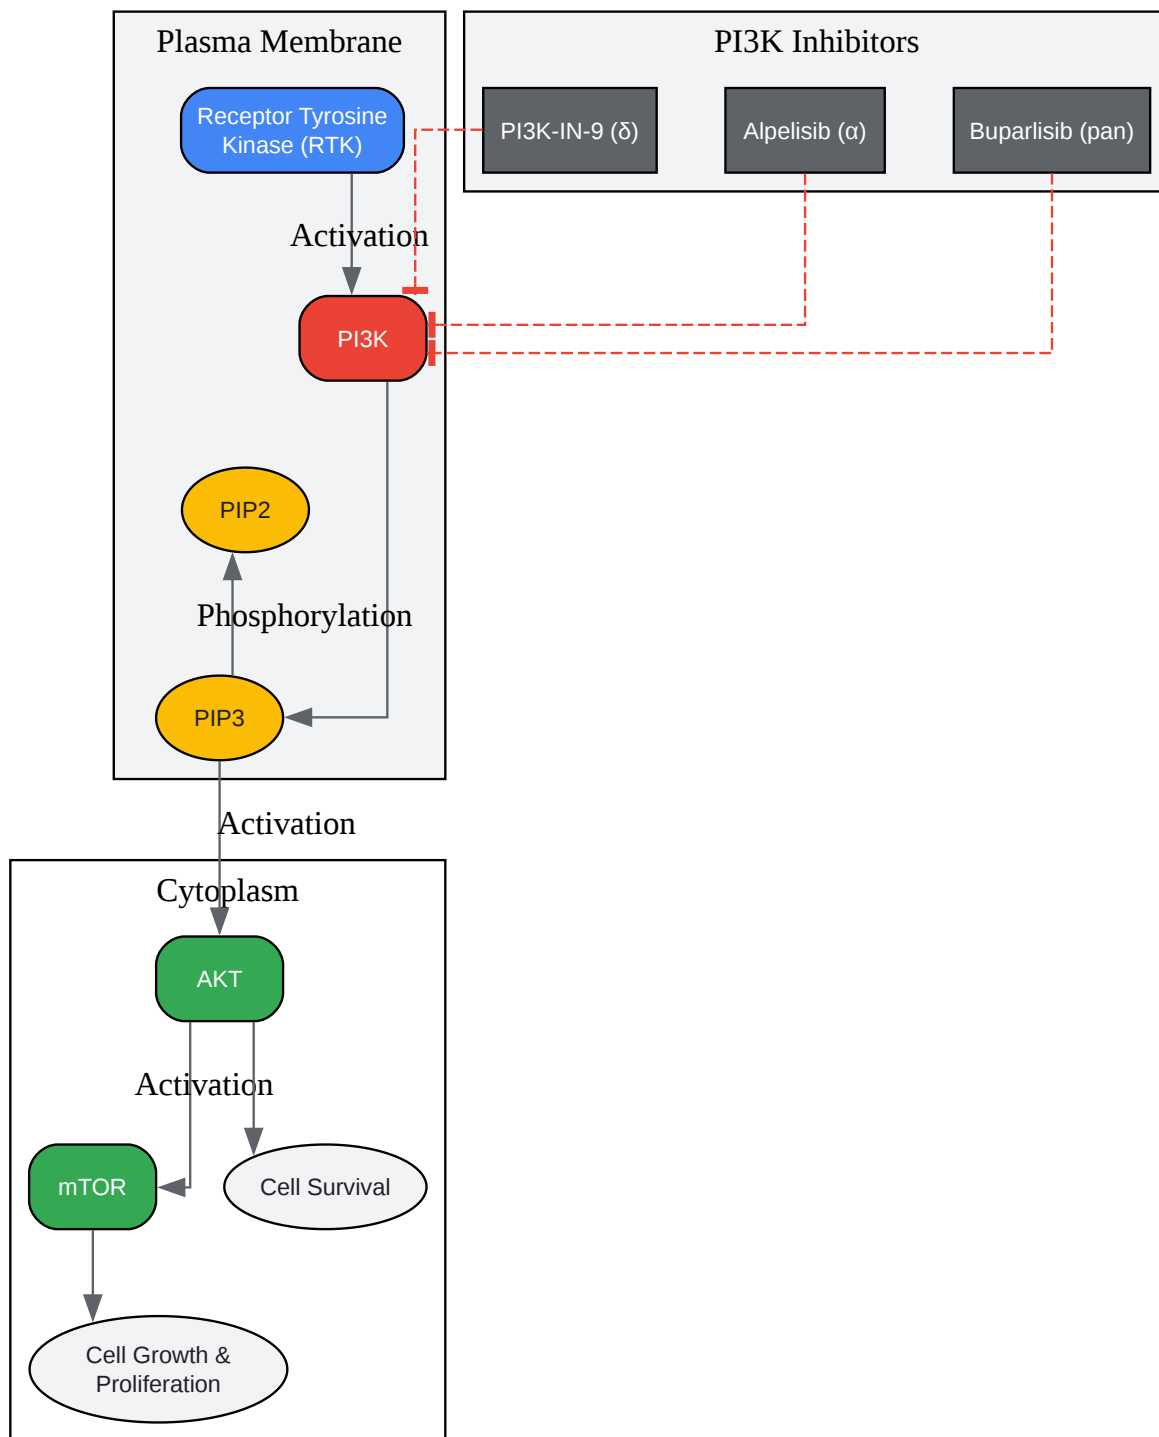 Plasma Membrane
PI3K Inhibitors
Receptor Tyrosine
Kinase (RTK)
PI3K-IN-9 (δ)
Alpelisib (α)
Buparlisib (pan)
Activation
PI3K
PIP2
Phosphorylation
PIP3
Activation
Cytoplasm
AKT
Activation
mTOR
Cell Survival
Cell Growth &
Proliferation